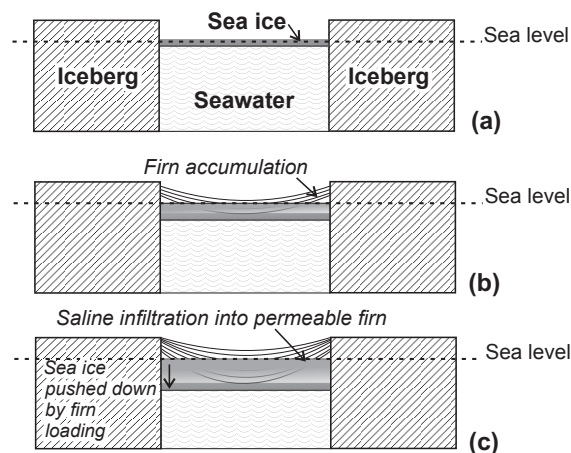 Sea ice
Sea level
Iceberg
Iceberg
Seawater
(a)
Firn accumulation
Sea level
(b)
Saline infiltration into permeable firn
Sea level
Sea ice
pushed down
by firn
loading
(c)